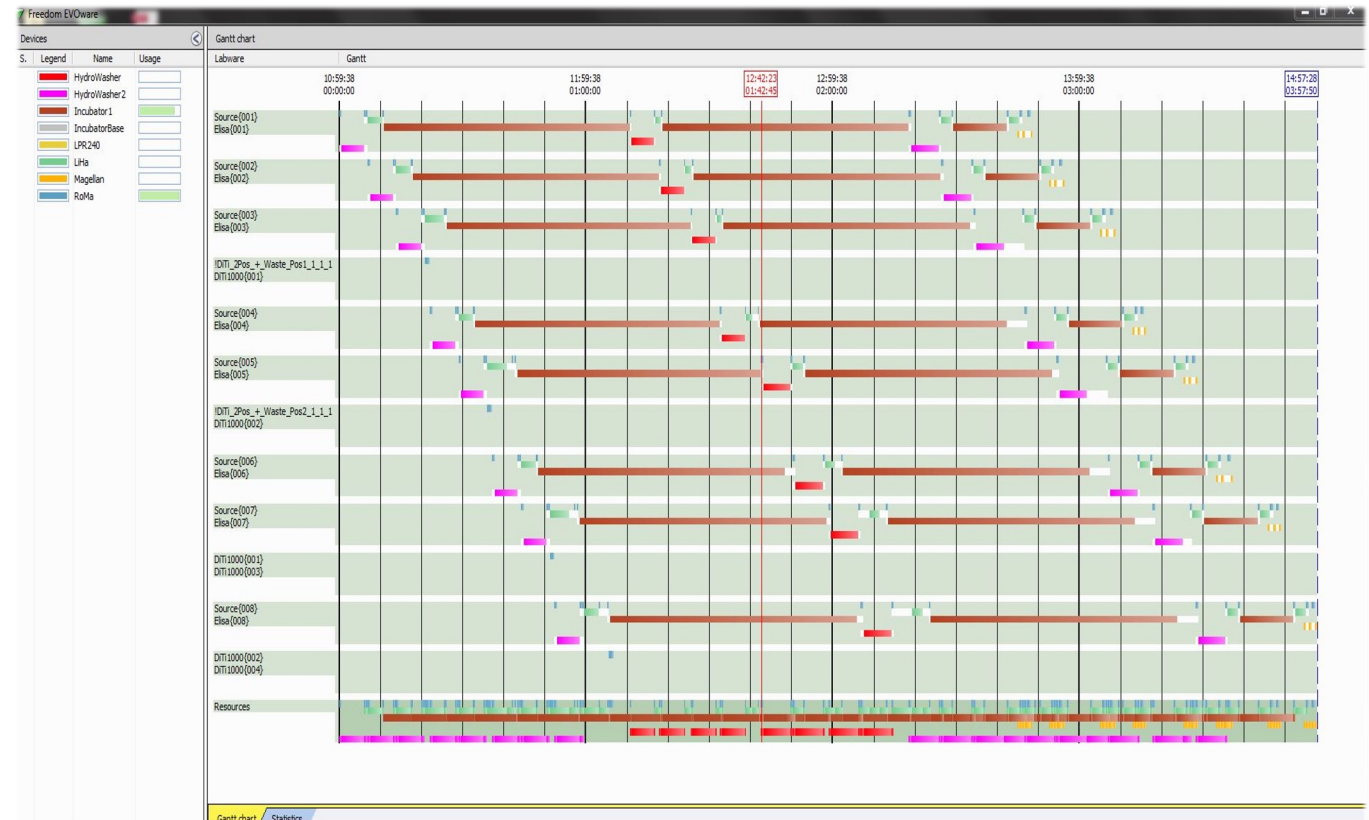 Freedom EVOware
Devices
Gantt chart
S. Legend Name Usage
Labware Gantt
HydroWasher
HydroWasher2
Incubator1
IncubatorBase
LPR240
LiHa
Magellan
RoMa
10:59:38 11:59:38 12:42:23 12:59:38 13:59:38 14:57:28
00:00:00 01:00:00 01:42:45 02:00:00 03:00:00 03:57:50
Source{001}
Elisa{001}
Source{002}
Elisa{002}
Source{003}
Elisa{003}
!DiTi_2Pos_+_Waste_Pos1_1_1_1
DiTi1000{001}
Source{004}
Elisa{004}
Source{005}
Elisa{005}
!DiTi_2Pos_+_Waste_Pos2_1_1_1
DiTi1000{002}
Source{006}
Elisa{006}
Source{007}
Elisa{007}
DiTi1000{001}
DiTi1000{003}
Source{008}
Elisa{008}
DiTi1000{002}
DiTi1000{004}
Resources
Gantt chart Statistics